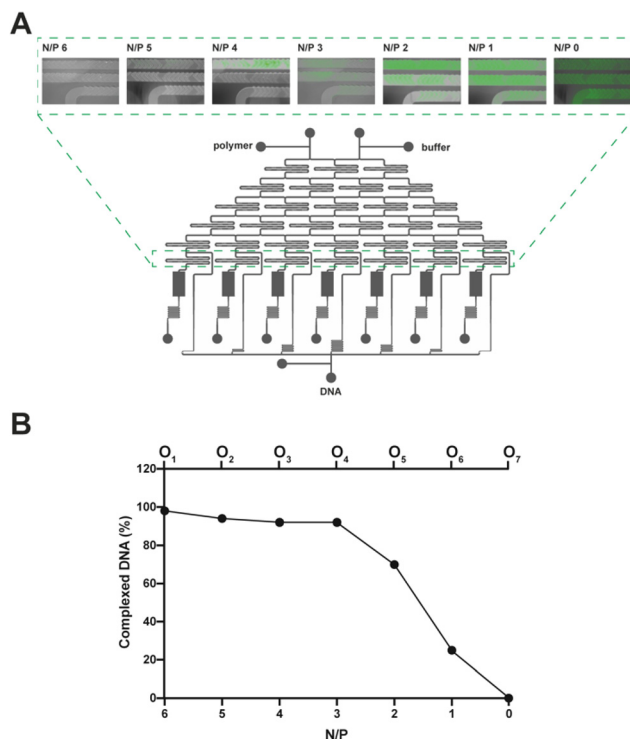 A
N/P 6 N/P 5 N/P 4 N/P 3 N/P 2 N/P 1 N/P 0
polymer buffer
DNA
B
O1 O2 O3 O4 O5 O6 O7
120
100
80
60
40
20
0
Complexed DNA (%)
6 5 4 3 2 1 0
N/P